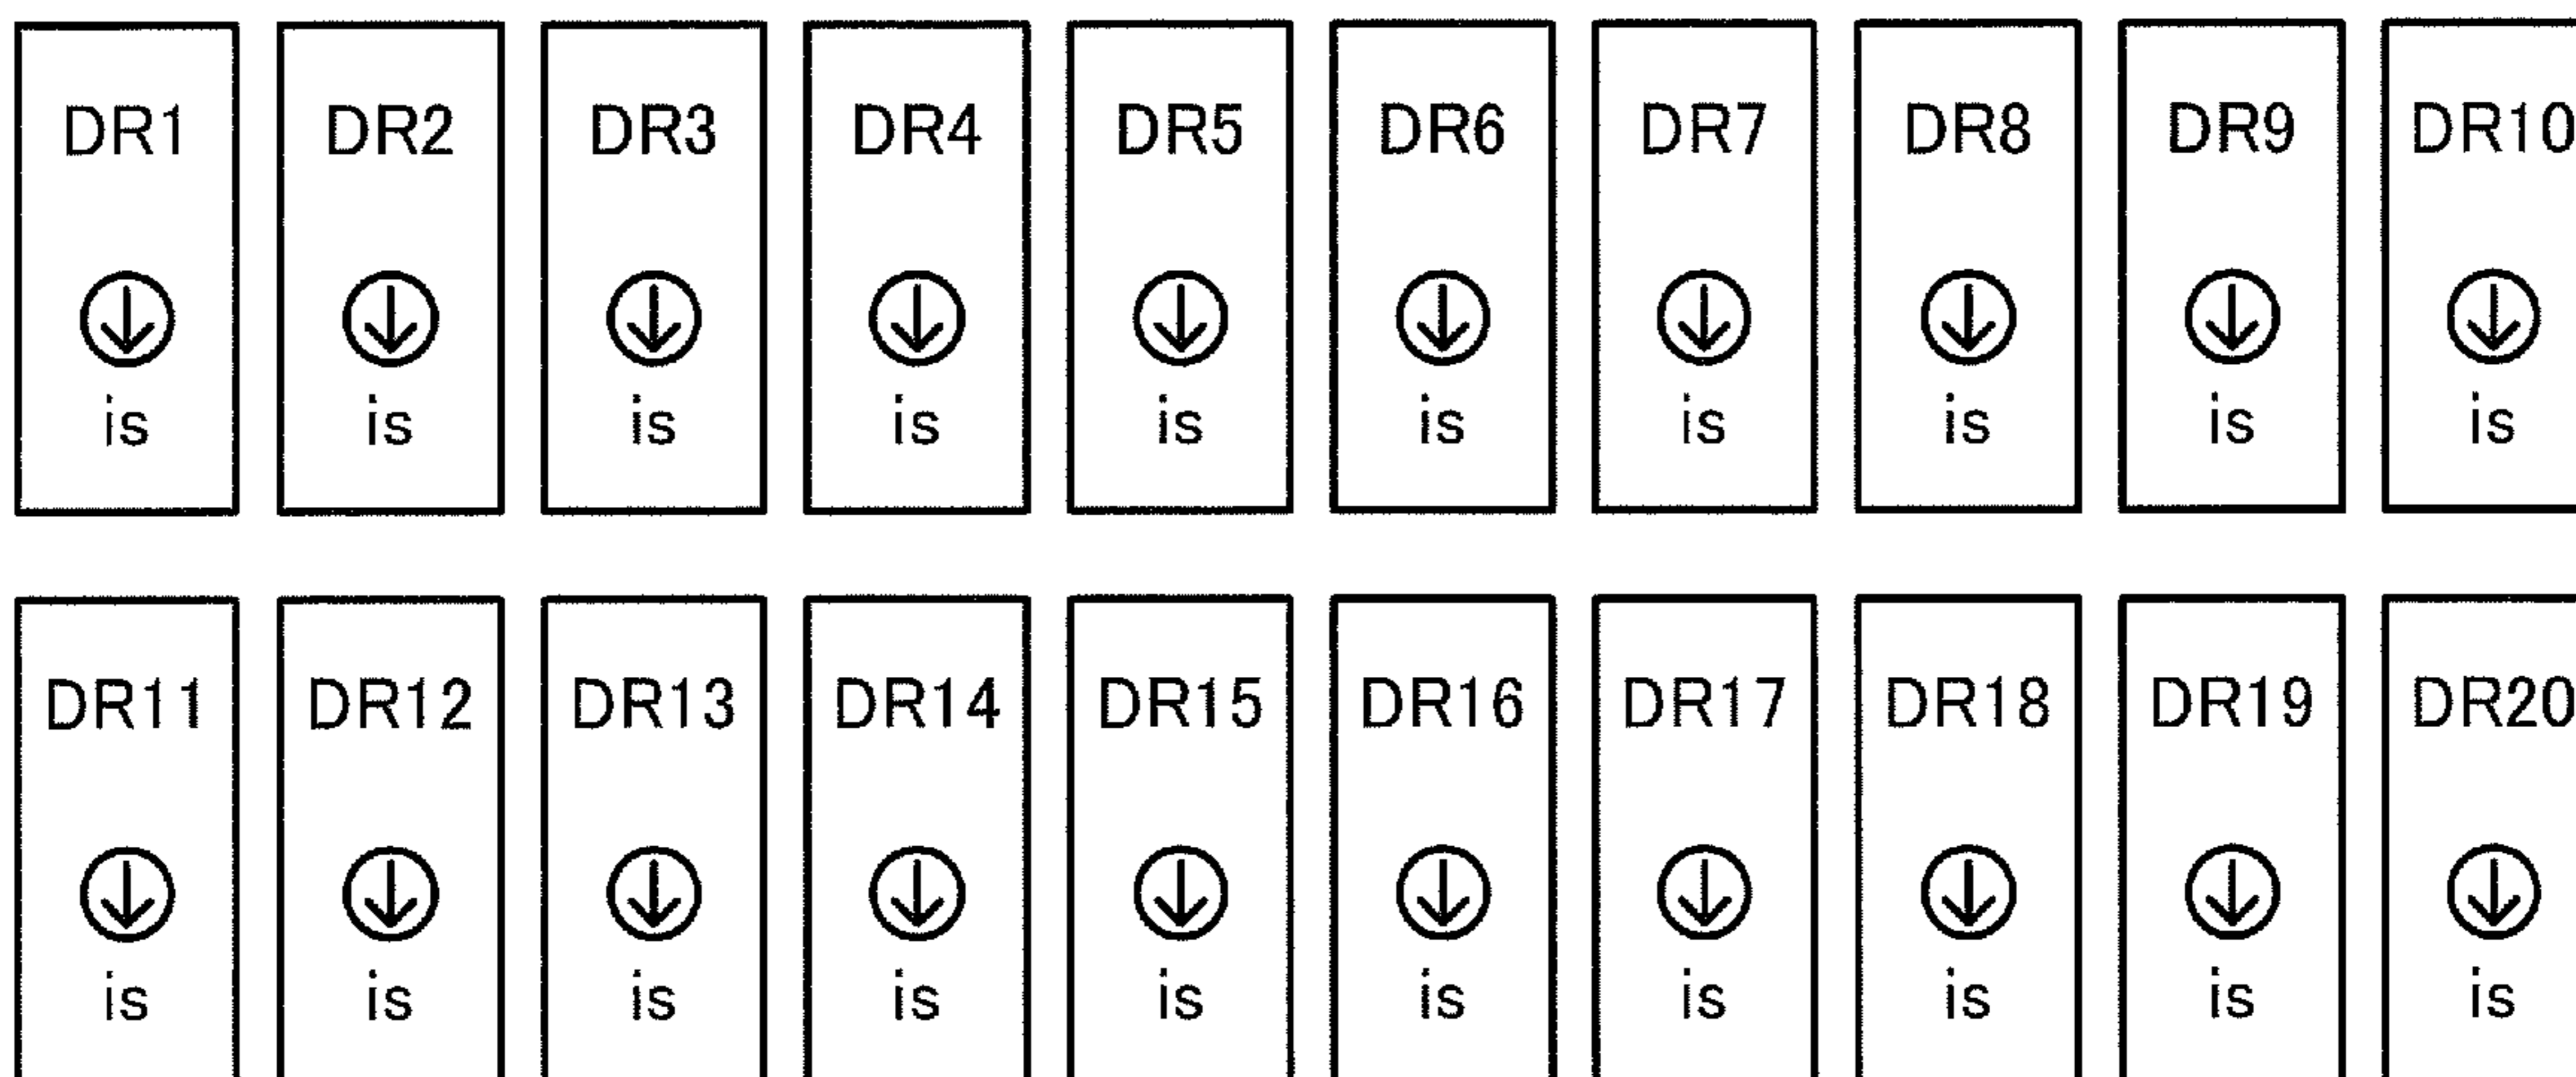 DR1 DR2 DR3 DR4 DR5 DR6 DR7 DR8 DR9 DR10
is is is is is is is is is is
DR11 DR12 DR13 DR14 DR15 DR16 DR17 DR18 DR19 DR20
is is is is is is is is is is